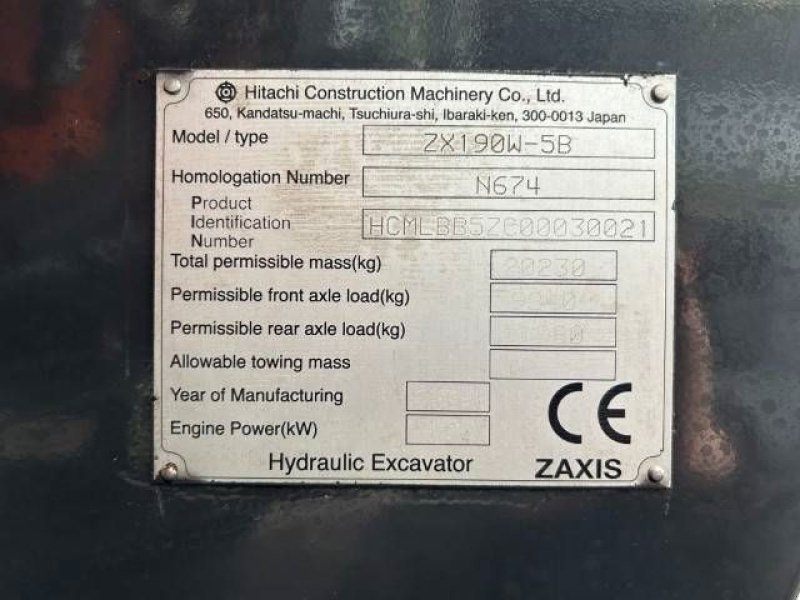 Hitachi Construction Machinery Co., Ltd.
650, Kandatsu-machi, Tsuchiura-shi, Ibaraki-ken, 300-0013 Japan
Model / type ZX190W-5B
Homologation Number N674
Product
Identification
Number
Total permissible mass(kg) 20230
Permissible front axle load(kg)
Permissible rear axle load(kg)
Allowable towing mass
Year of Manufacturing
Engine Power(kW)
Hydraulic Excavator
CE
ZAXIS